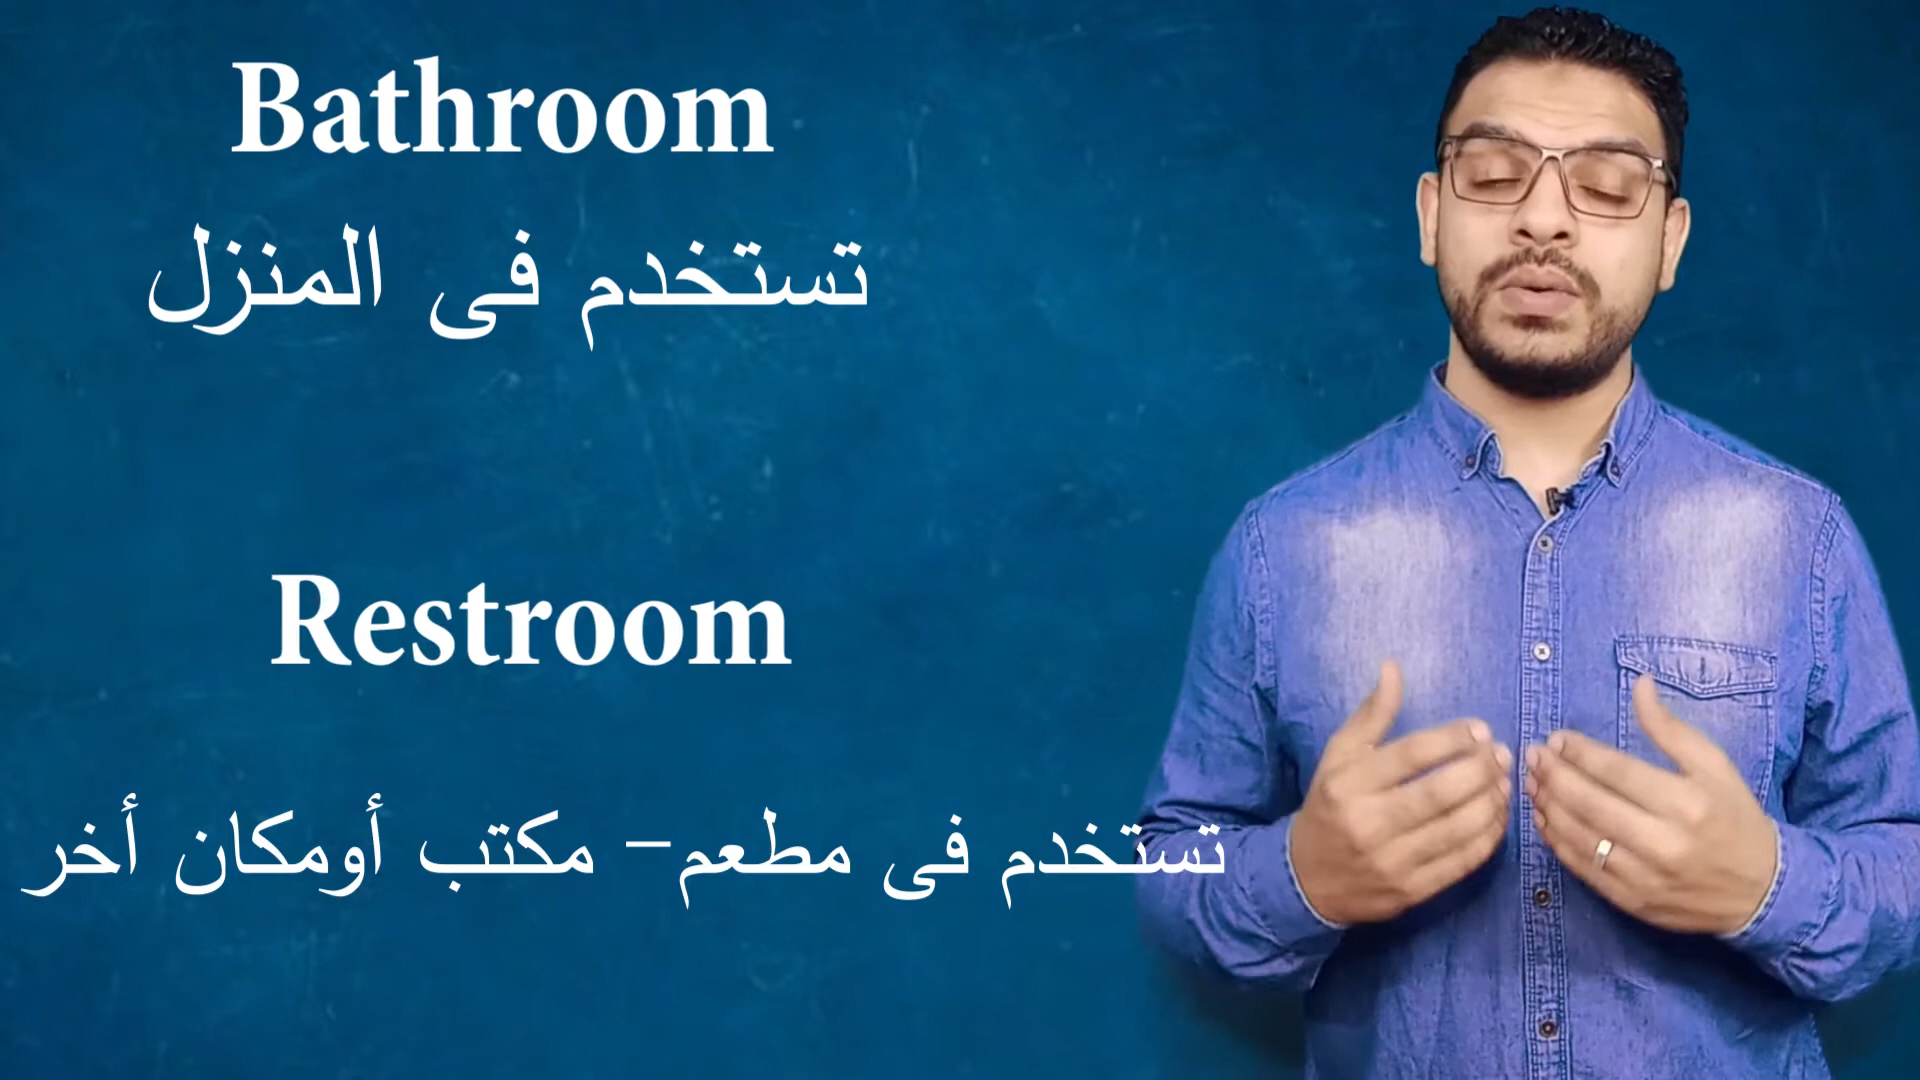 Bathroom
تستخدم فى المنزل
Restroom
تستخدم فى مطعم– مكتب أومكان أخر